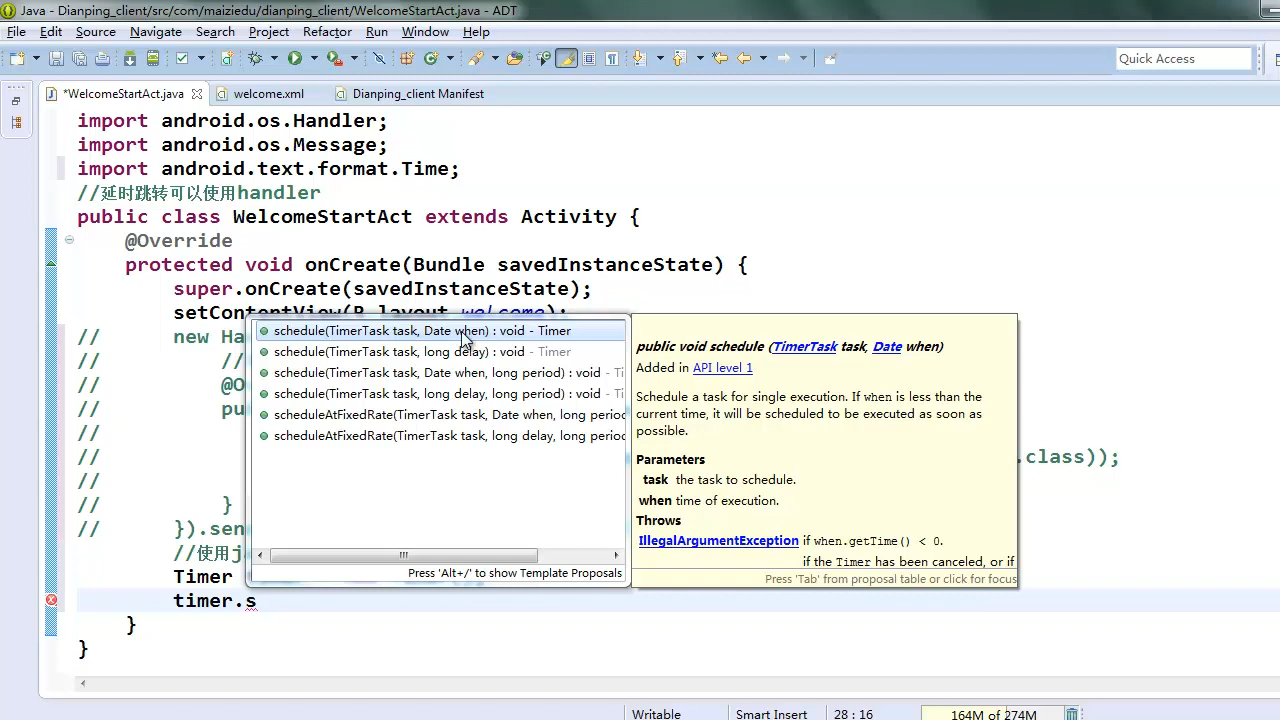 Java - Dianping_client/src/com/maiziedu/dianping_client/WelcomeStartAct.java - ADT
File Edit Source Navigate Search Project Refactor Run Window Help
Quick Access
*WelcomeStartAct.java welcome.xml Dianping_client Manifest
import android.os.Handler;
import android.os.Message;
import android.text.format.Time;
//延时跳转可以使用handler
public class WelcomeStartAct extends Activity {
@Override
protected void onCreate(Bundle savedInstanceState) {
super.onCreate(savedInstanceState);
setContentView(R.layout.welcome);
// new Ha
// //
// @O
// pu
//
// .class));
//
// }
// }).sen
//使用j
Timer
timer.s
}
}
schedule(TimerTask task, Date when) : void - Timer
schedule(TimerTask task, long delay) : void - Timer
schedule(TimerTask task, Date when, long period) : void - Ti
schedule(TimerTask task, long delay, long period) : void - Ti
scheduleAtFixedRate(TimerTask task, Date when, long period
scheduleAtFixedRate(TimerTask task, long delay, long period
Press 'Alt+/' to show Template Proposals
public void schedule (TimerTask task, Date when)
Added in API level 1
Schedule a task for single execution. If when is less than the
current time, it will be scheduled to be executed as soon as
possible.
Parameters
task the task to schedule.
when time of execution.
Throws
IllegalArgumentException if when.getTime() < 0.
if the Timer has been canceled, or if
Press 'Tab' from proposal table or click for focus
Writable Smart Insert 28 : 16 164M of 274M